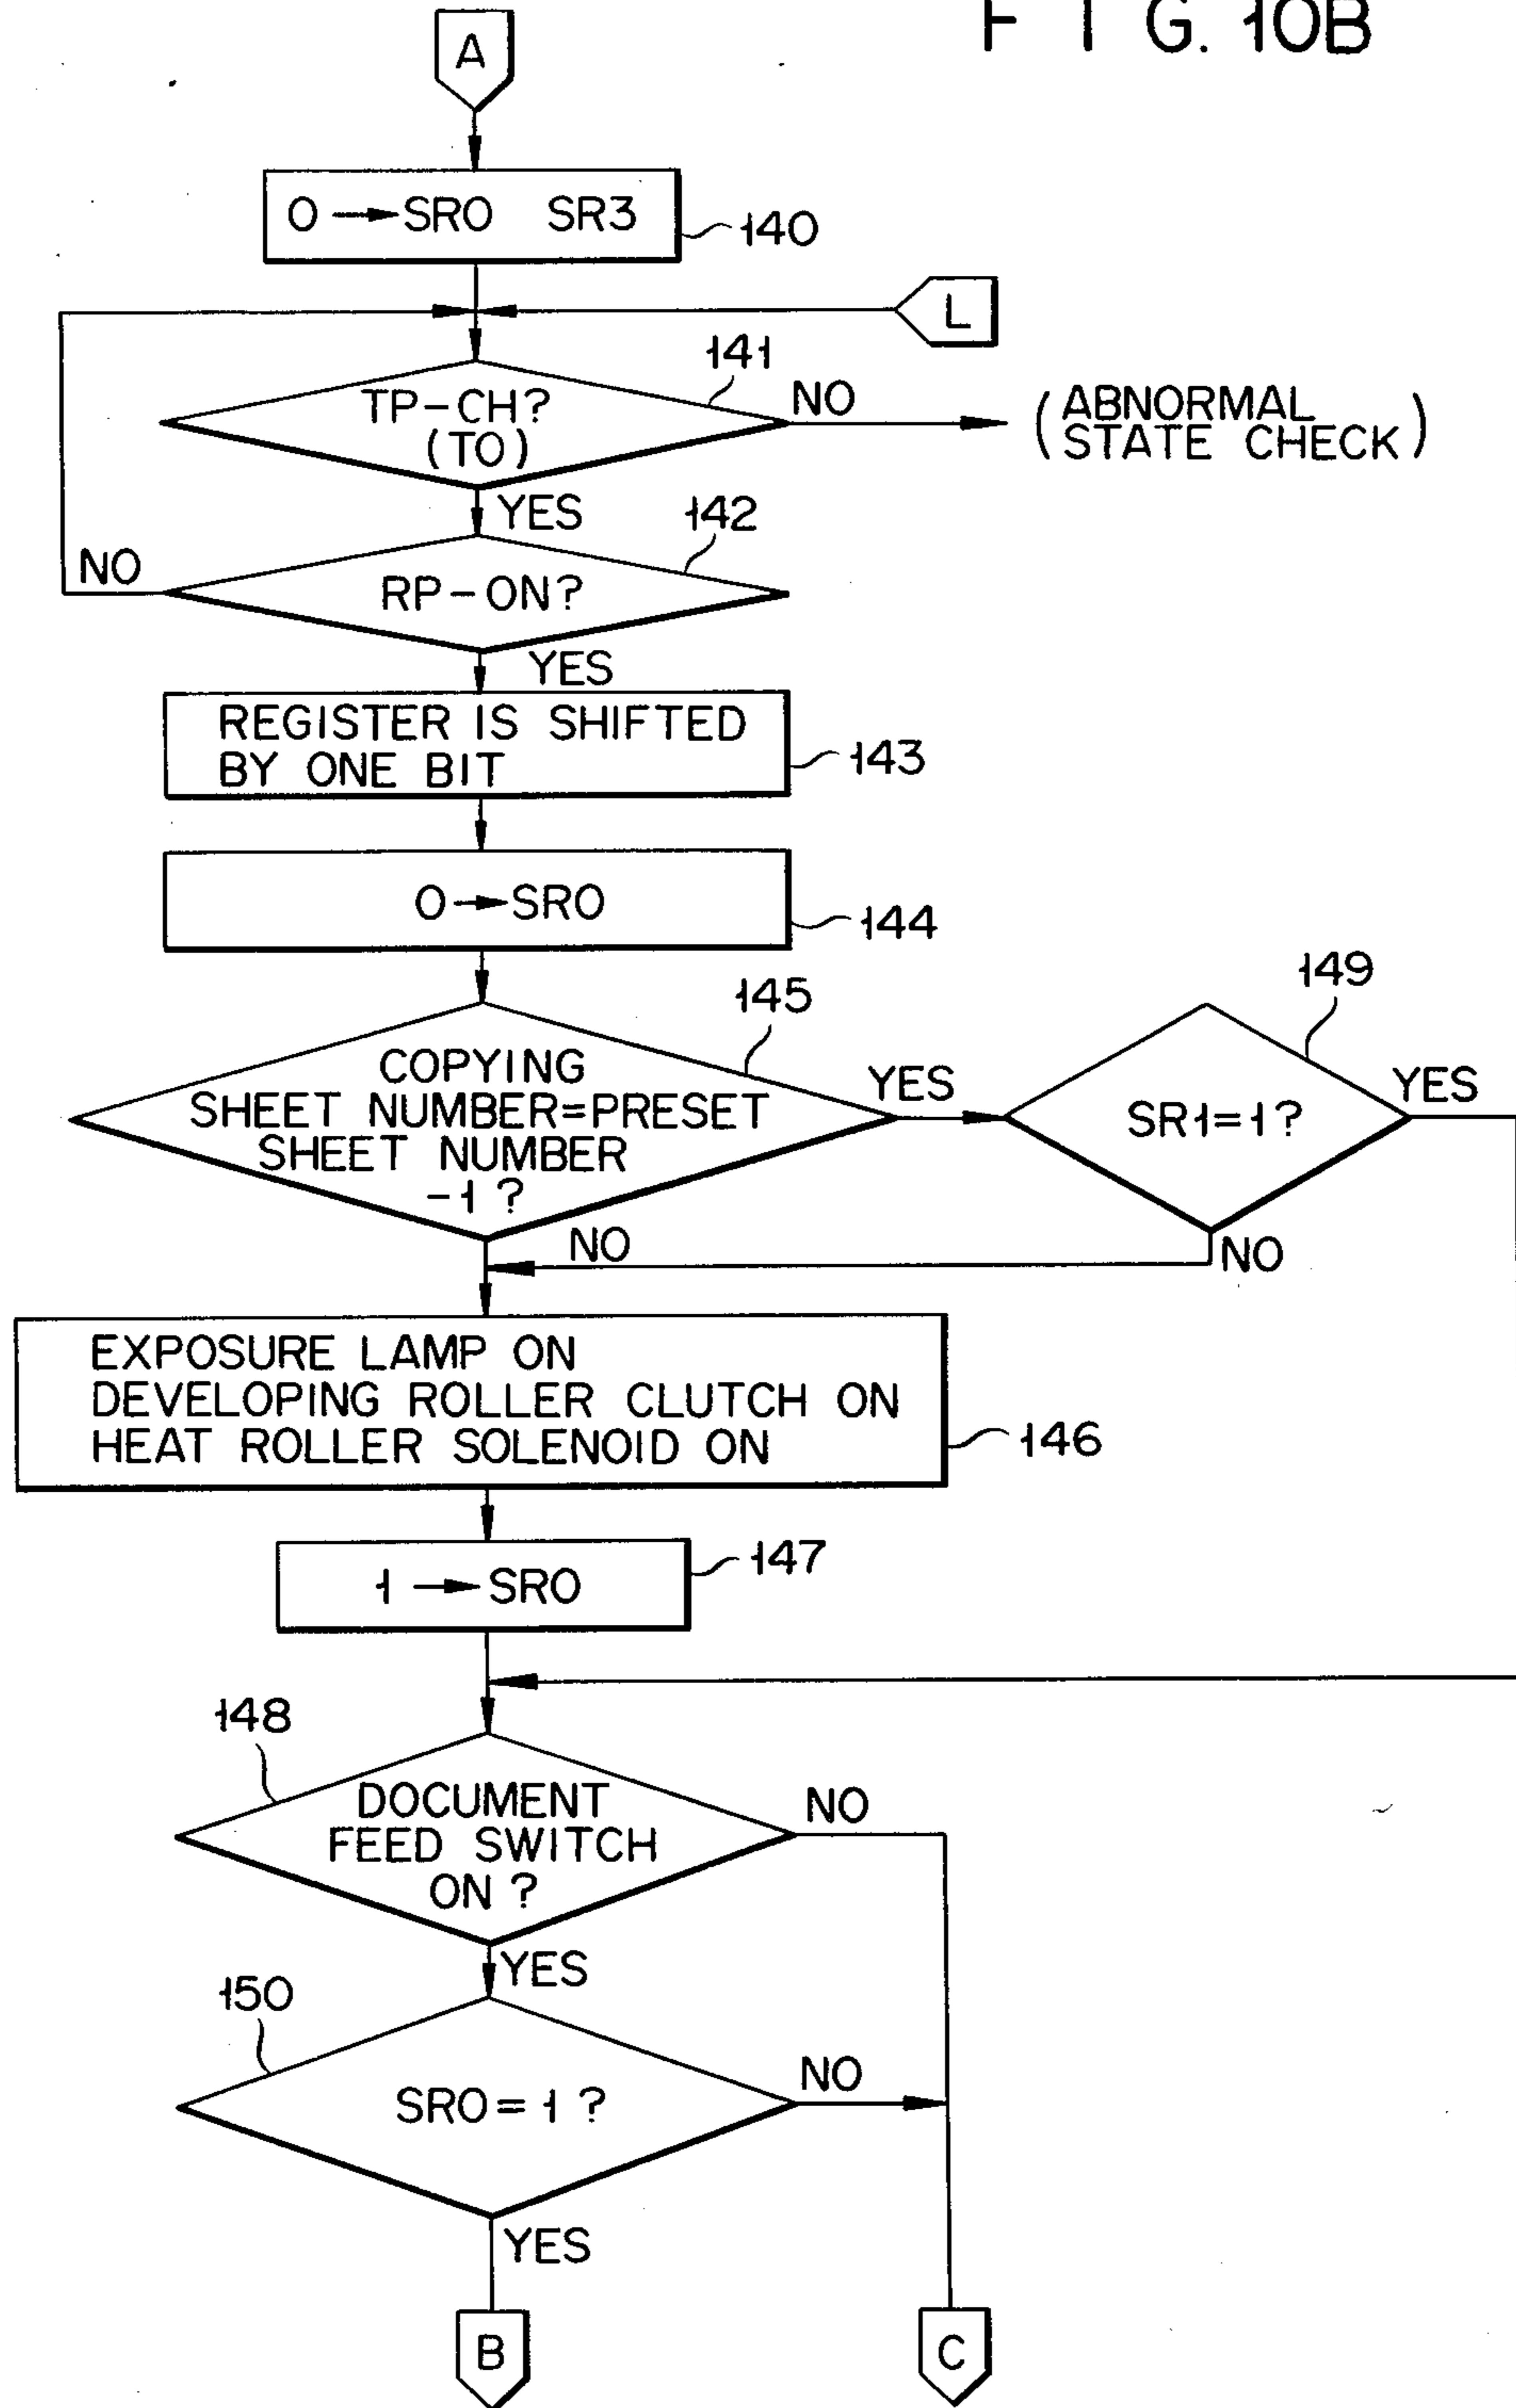 F I G. 10B
A
0 → SR0 SR3
140
L
141
TP-CH?
(T0)
NO
(ABNORMAL
STATE CHECK)
YES
142
NO
RP-ON?
YES
REGISTER IS SHIFTED
BY ONE BIT
143
0 → SR0
144
145
149
COPYING
SHEET NUMBER=PRESET
SHEET NUMBER
-1 ?
YES
SR1=1?
YES
NO
NO
EXPOSURE LAMP ON
DEVELOPING ROLLER CLUTCH ON
HEAT ROLLER SOLENOID ON
146
1 → SR0
147
148
DOCUMENT
FEED SWITCH
ON ?
NO
YES
150
SR0=1 ?
NO
YES
B
C